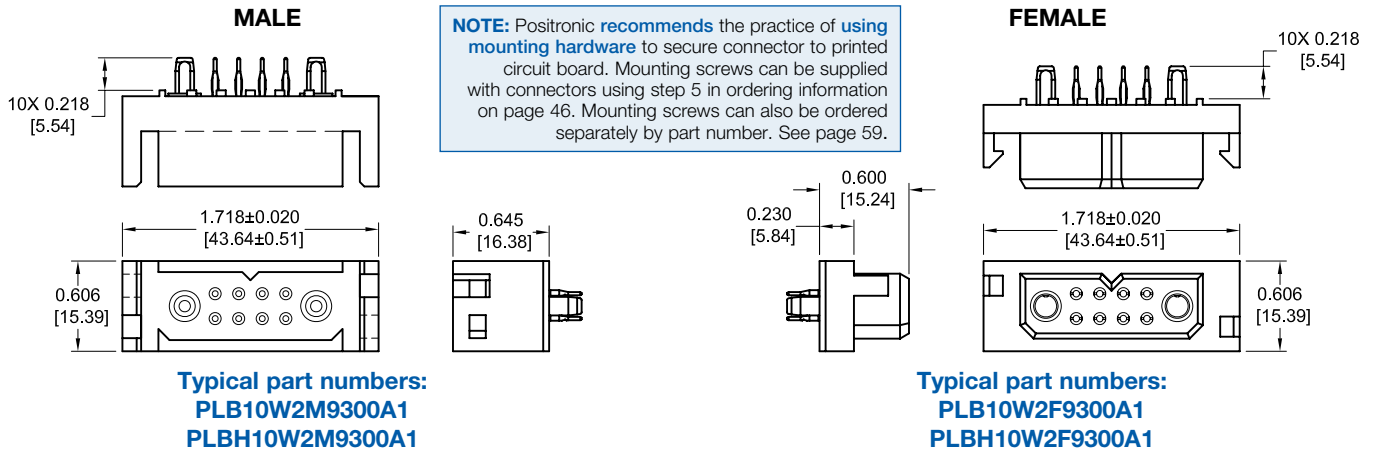 MALE
NOTE: Positronic recommends the practice of using
mounting hardware to secure connector to printed
circuit board. Mounting screws can be supplied
with connectors using step 5 in ordering information
on page 46. Mounting screws can also be ordered
separately by part number. See page 59.
FEMALE
10X 0.218
[5.54]
10X 0.218
[5.54]
1.718±0.020
[43.64±0.51]
0.606
[15.39]
0.645
[16.38]
0.600
[15.24]
0.230
[5.84]
1.718±0.020
[43.64±0.51]
0.606
[15.39]
Typical part numbers:
PLB10W2M9300A1
PLBH10W2M9300A1
Typical part numbers:
PLB10W2F9300A1
PLBH10W2F9300A1